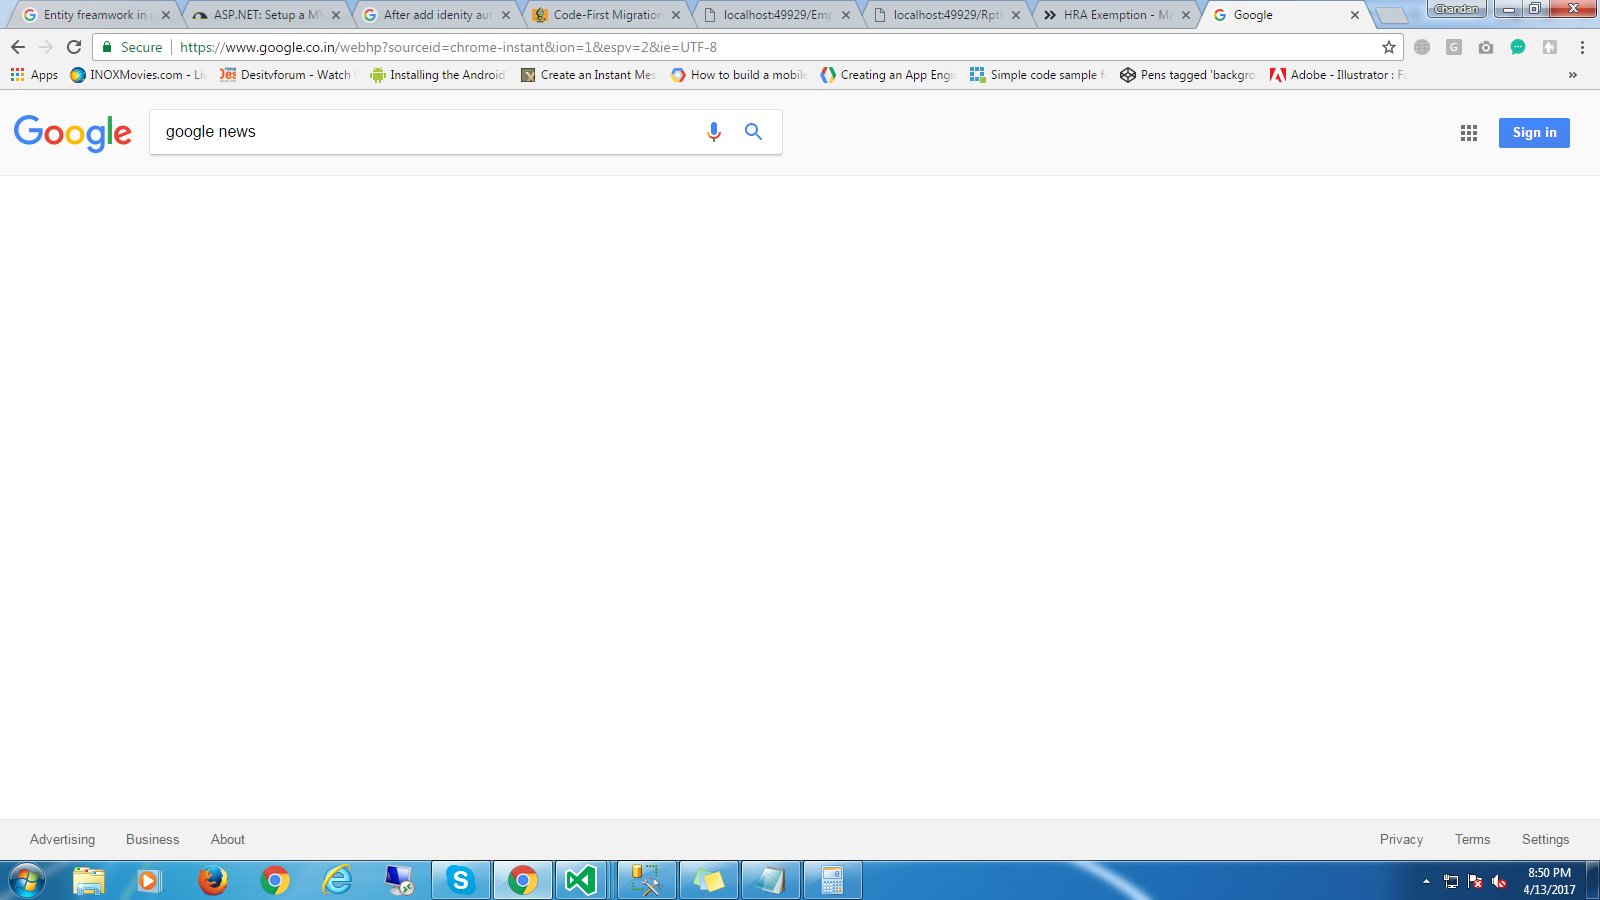 Entity freamwork in
ASP.NET: Setup a
After add idenity aut
Code-First Migration
localhost:49929/Emp
localhost:49929/Rpt
HRA Exemption - Ma
Google
Chandan
Secure
https://www.google.co.in/webhp?sourceid=chrome-instant&ion=1&espv=2&ie=UTF-8
Apps
INOXMovies.com - Li
Desitvforum - Watch
Installing the Android
Create an Instant Mes
How to build a mobile
Creating an App Engi
Simple code sample f
Pens tagged 'backgro
Adobe - Illustrator : Fo
Google
google news
Sign in
Advertising
Business
About
Privacy
Terms
Settings
8:50 PM
4/13/2017